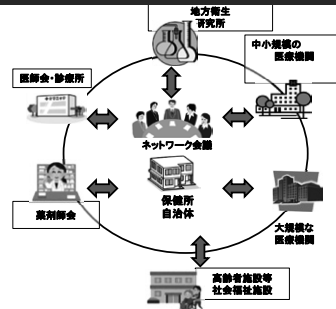 地方衛生
研究所
中小規模の
医療機関
医師会・診療所
ネットワーク会議
保健所
自治体
薬剤師会
大規模な
医療機関
高齢者施設等
社会福祉施設